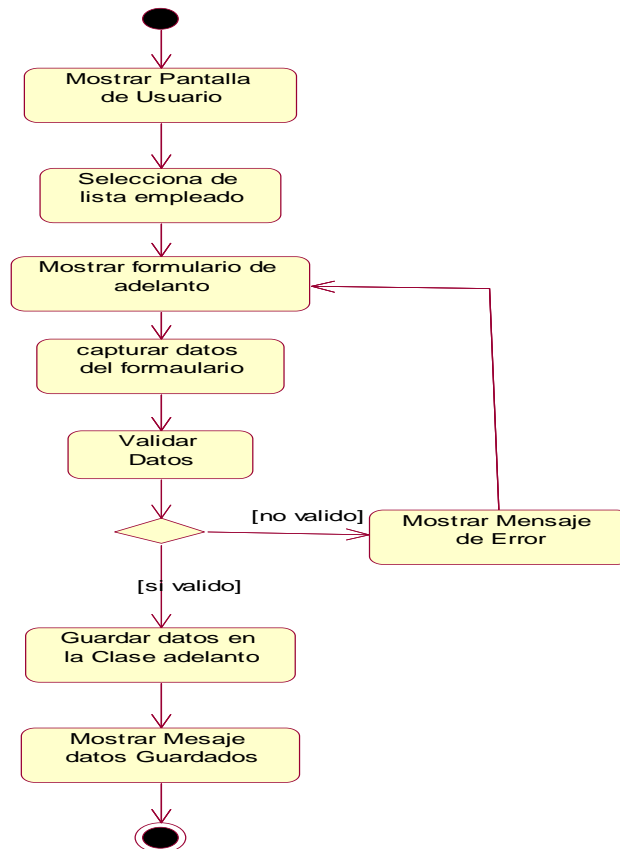 Mostrar Pantalla
de Usuario
Selecciona de
lista empleado
Mostrar formulario de
adelanto
capturar datos
del formaulario
Validar
Datos
[no valido]
Mostrar Mensaje
de Error
[si valido]
Guardar datos en
la Clase adelanto
Mostrar Mesaje
datos Guardados